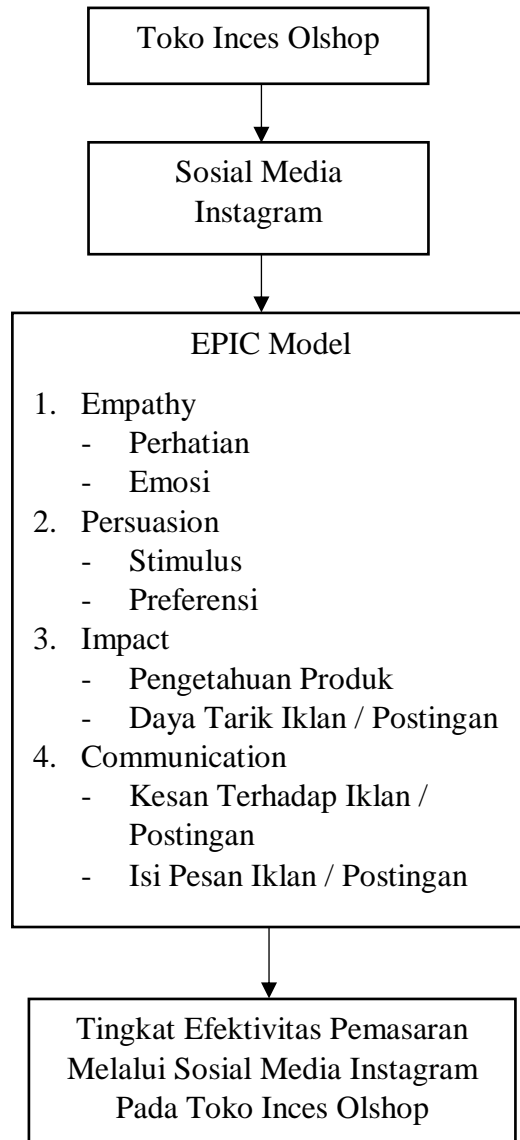 Toko Inces Olshop
Sosial Media
Instagram
EPIC Model
1. Empathy
- Perhatian
- Emosi
2. Persuasion
- Stimulus
- Preferensi
3. Impact
- Pengetahuan Produk
- Daya Tarik Iklan / Postingan
4. Communication
- Kesan Terhadap Iklan /
Postingan
- Isi Pesan Iklan / Postingan
Tingkat Efektivitas Pemasaran
Melalui Sosial Media Instagram
Pada Toko Inces Olshop